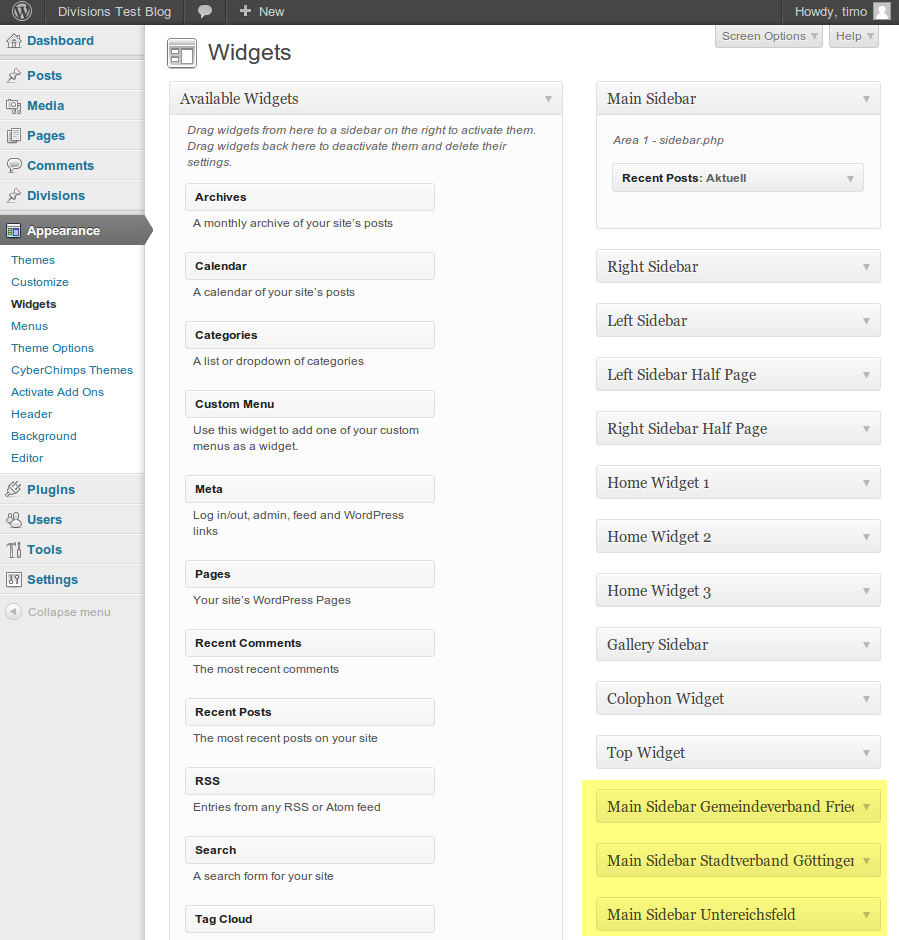 Divisions Test Blog
New
Howdy, timo
Dashboard
Posts
Media
Pages
Comments
Divisions
Appearance
Themes
Customize
Widgets
Menus
Theme Options
CyberChimps Themes
Activate Add Ons
Header
Background
Editor
Plugins
Users
Tools
Settings
Collapse menu
Screen Options
Help
Widgets
Available Widgets
Drag widgets from here to a sidebar on the right to activate them.
Drag widgets back here to deactivate them and delete their
settings.
Archives
A monthly archive of your site's posts
Calendar
A calendar of your site's posts
Categories
A list or dropdown of categories
Custom Menu
Use this widget to add one of your custom
menus as a widget.
Meta
Log in/out, admin, feed and WordPress
links
Pages
Your site's WordPress Pages
Recent Comments
The most recent comments
Recent Posts
The most recent posts on your site
RSS
Entries from any RSS or Atom feed
Search
A search form for your site
Tag Cloud
Main Sidebar
Area 1 - sidebar.php
Recent Posts: Aktuell
Right Sidebar
Left Sidebar
Left Sidebar Half Page
Right Sidebar Half Page
Home Widget 1
Home Widget 2
Home Widget 3
Gallery Sidebar
Colophon Widget
Top Widget
Main Sidebar Gemeindeverband Fried
Main Sidebar Stadtverband Göttingen
Main Sidebar Untereichsfeld